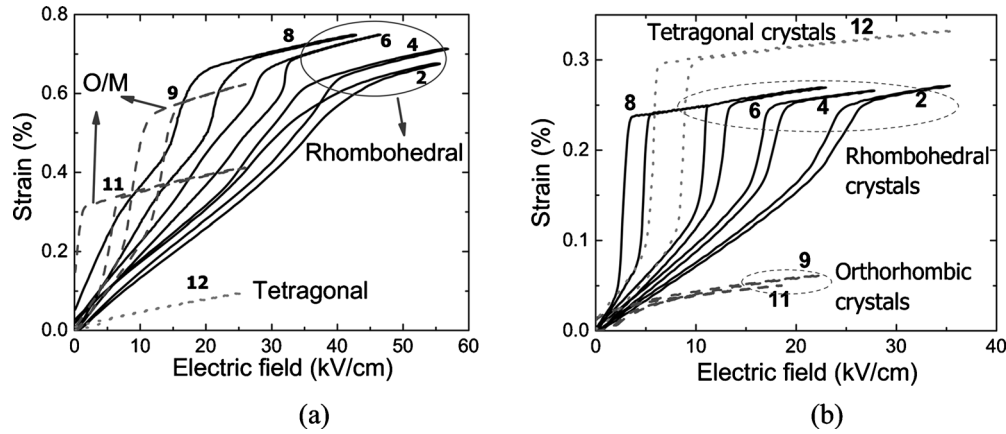 0.8
0.6
0.4
0.2
0.0
Strain (%)
0
10
20
30
40
50
60
Electric field (kV/cm)
8
6
4
2
O/M
9
11
12
Rhombohedral
Tetragonal
(a)
0.3
0.2
0.1
0.0
Strain (%)
0
10
20
30
40
Electric field (kV/cm)
Tetragonal crystals
12
8
6
4
2
Rhombohedral
crystals
9
11
Orthorhombic
crystals
(b)